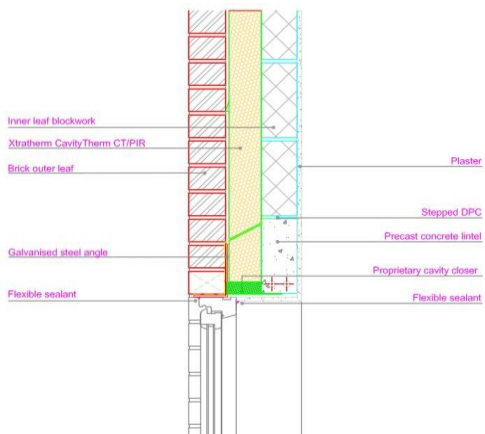 Inner leaf blockwork
Xtratherm CavityTherm CT/PIR
Brick outer leaf
Galvanised steel angle
Flexible sealant
Plaster
Stepped DPC
Precast concrete lintel
Proprietary cavity closer
Flexible sealant